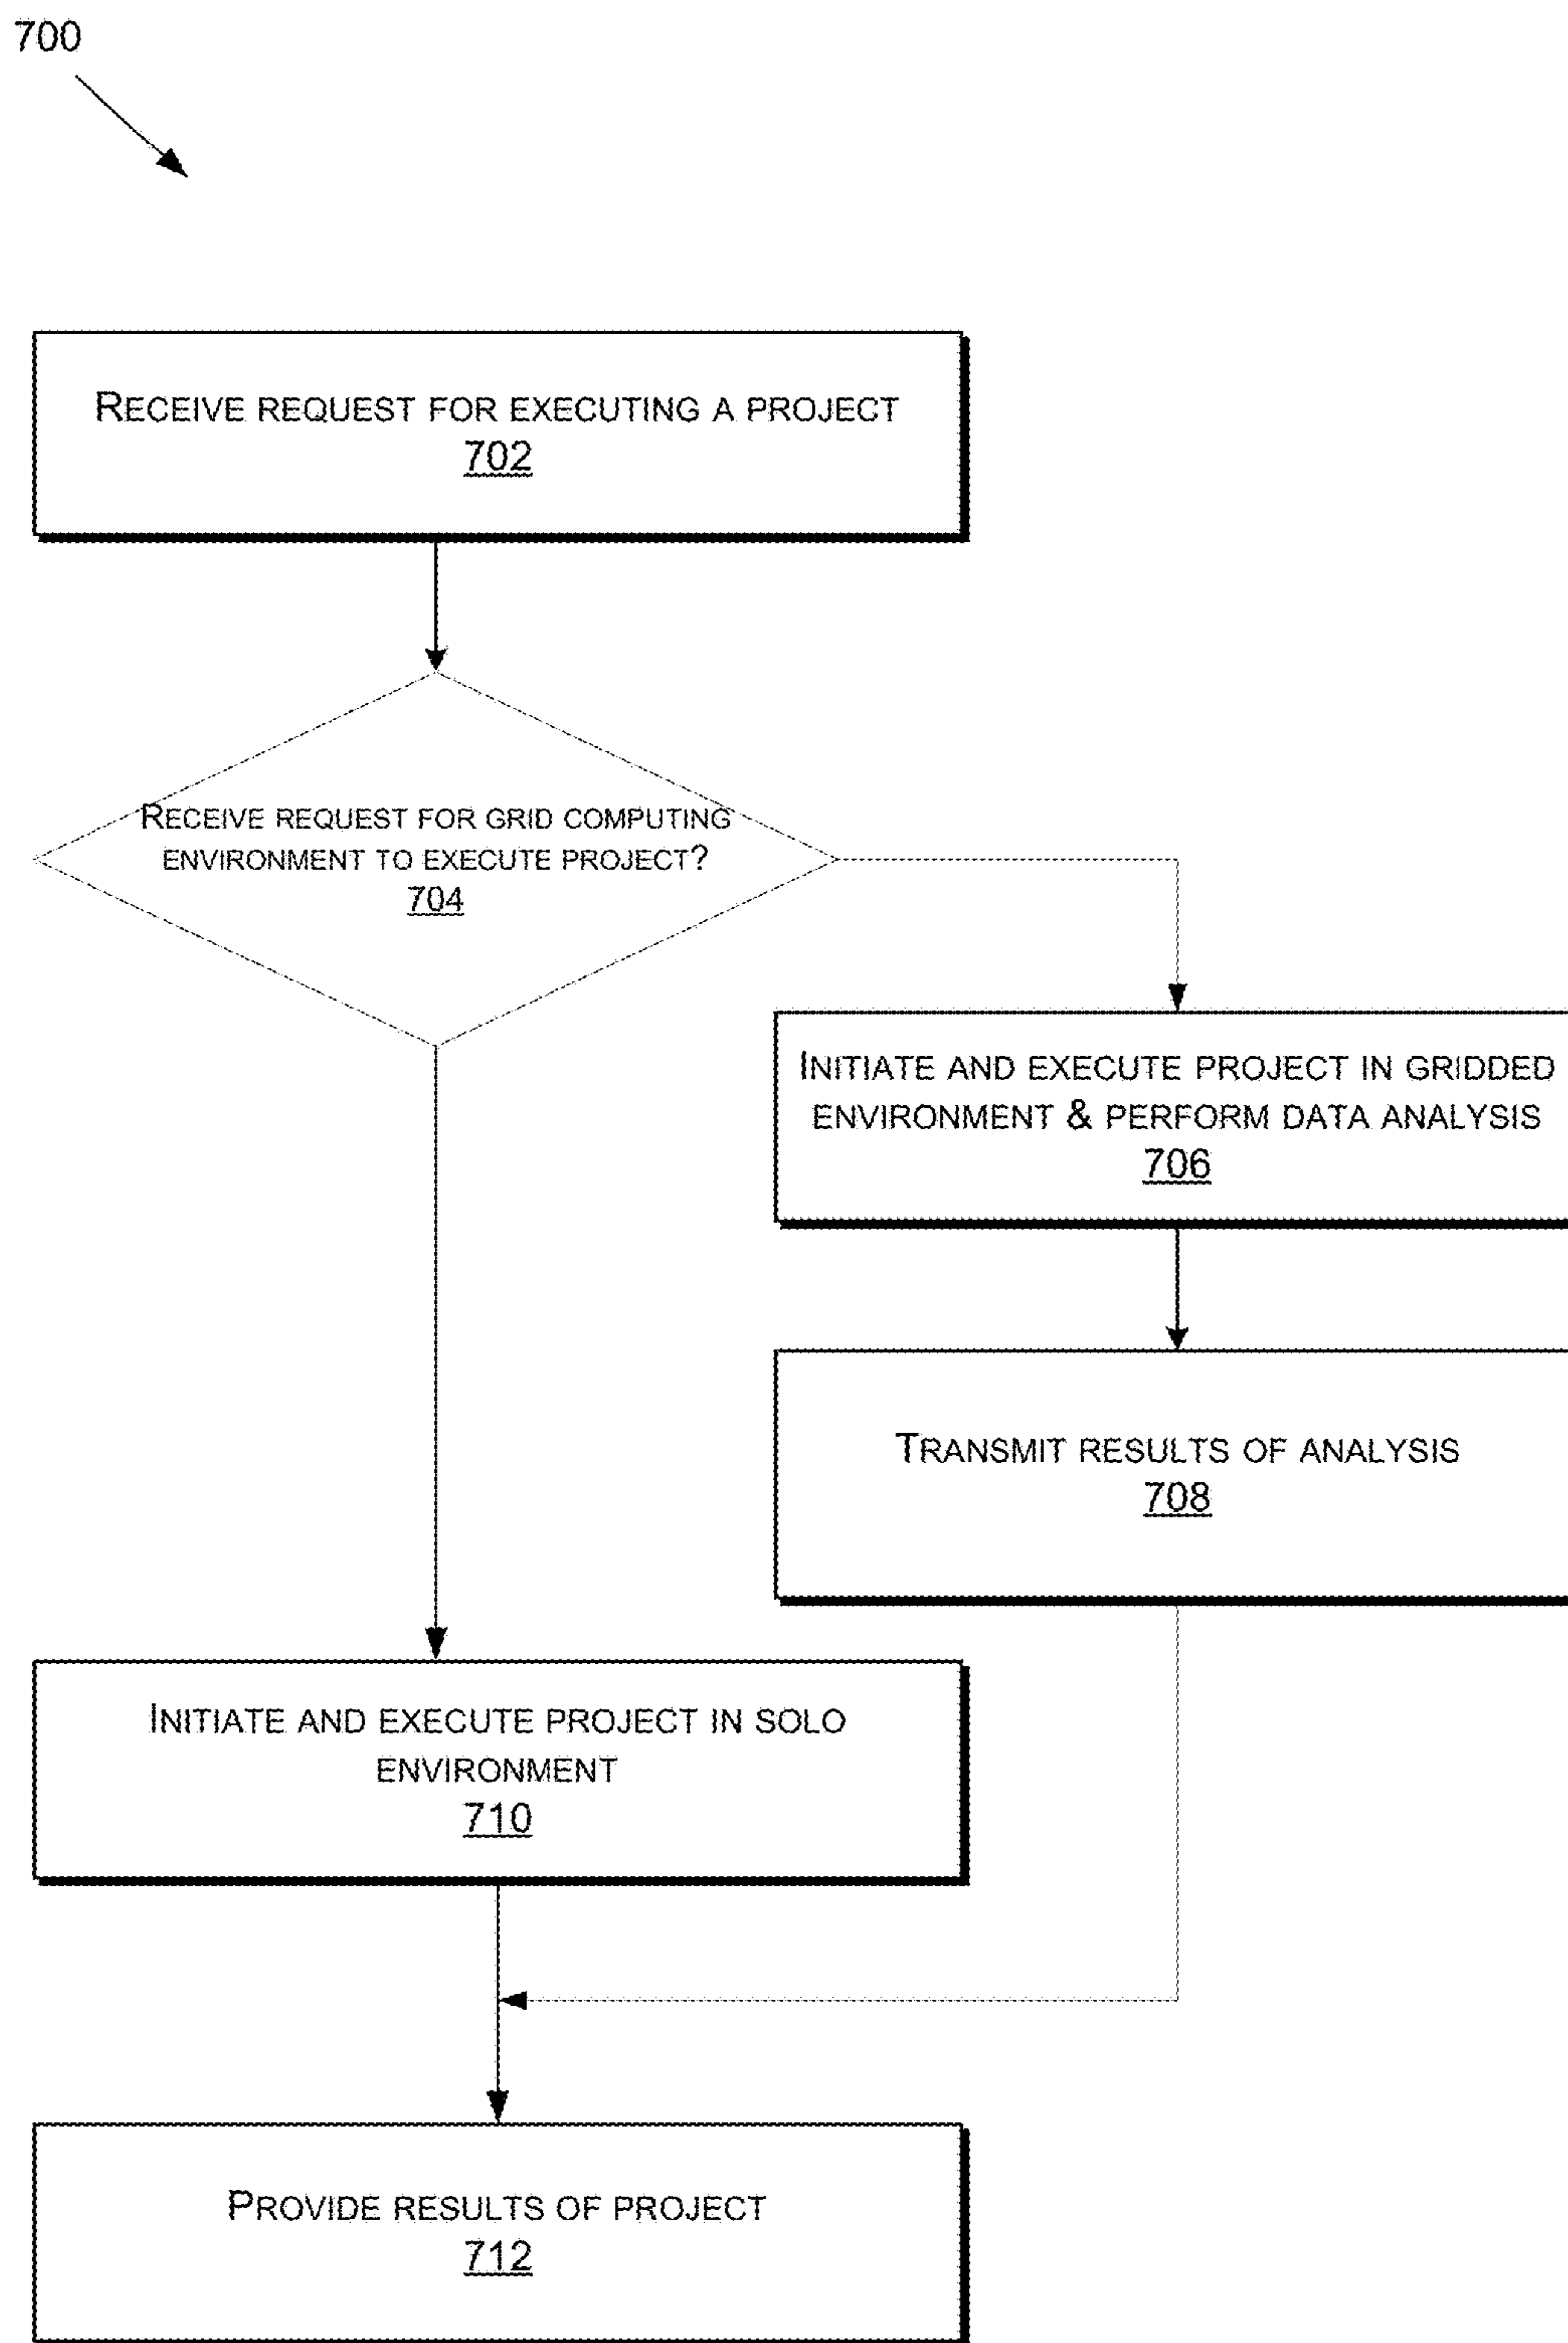 700
RECEIVE REQUEST FOR EXECUTING A PROJECT
702
RECEIVE REQUEST FOR GRID COMPUTING
ENVIRONMENT TO EXECUTE PROJECT?
704
INITIATE AND EXECUTE PROJECT IN GRIDDED
ENVIRONMENT & PERFORM DATA ANALYSIS
706
TRANSMIT RESULTS OF ANALYSIS
708
INITIATE AND EXECUTE PROJECT IN SOLO
ENVIRONMENT
710
PROVIDE RESULTS OF PROJECT
712